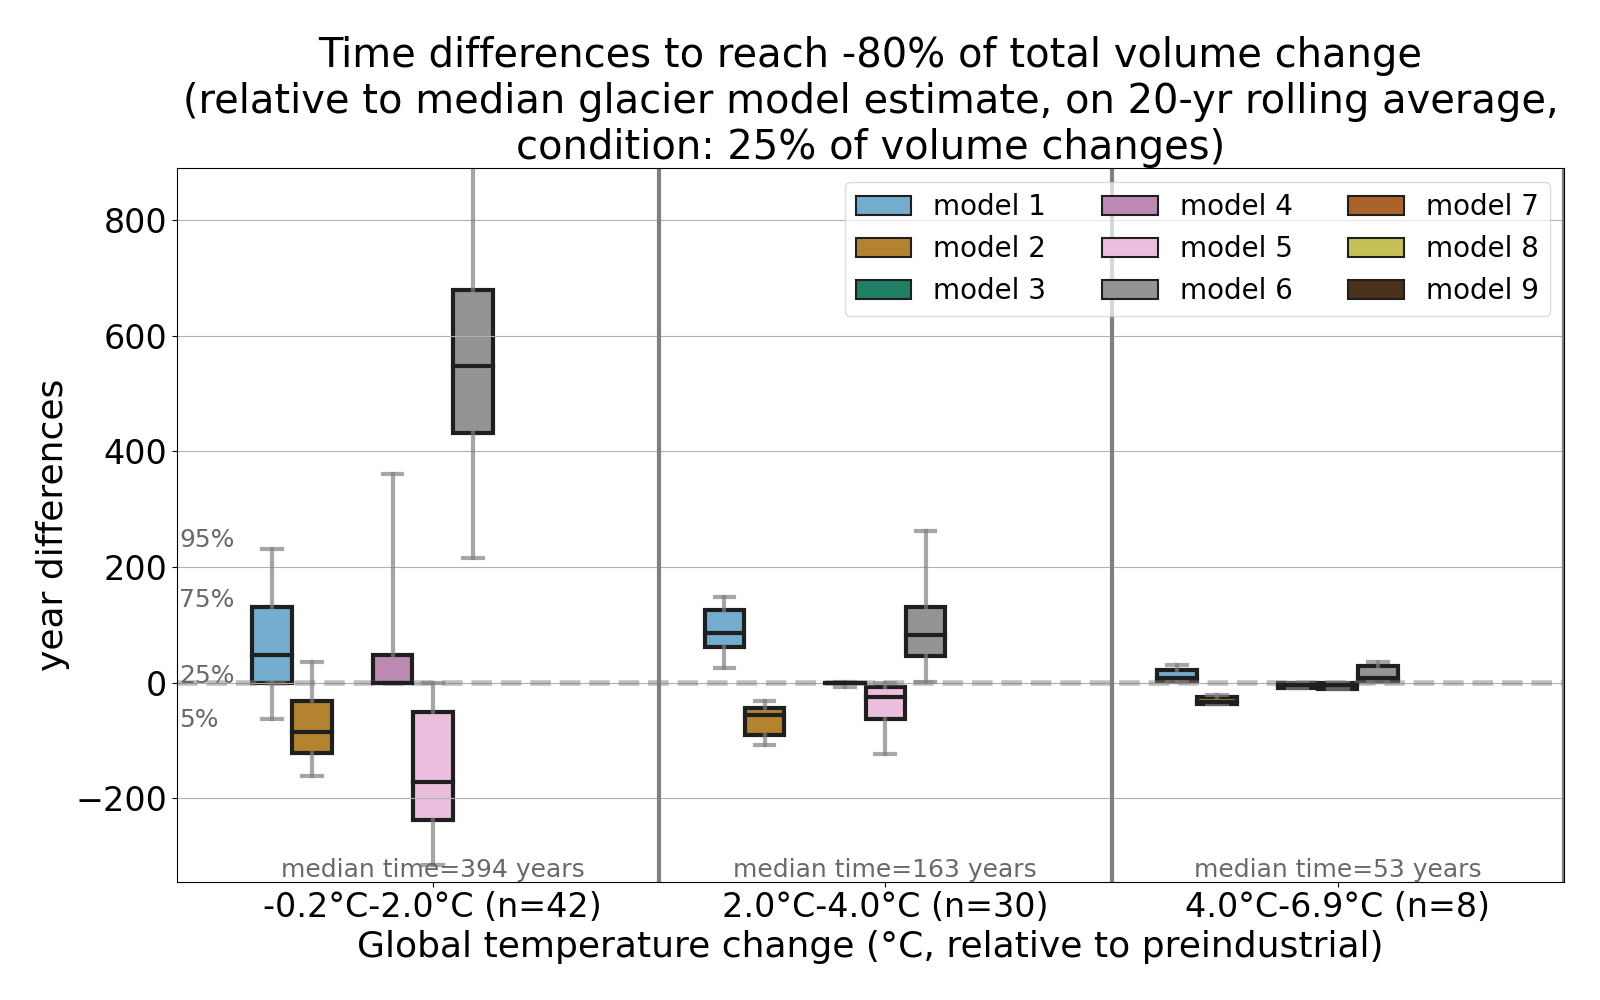 Time differences to reach -80% of total volume change
(relative to median glacier model estimate, on 20-yr rolling average,
condition: 25% of volume changes)
year differences
800
600
400
200
0
−200
95%
75%
25%
5%
model 1
model 2
model 3
model 4
model 5
model 6
model 7
model 8
model 9
median time=394 years
median time=163 years
median time=53 years
-0.2°C-2.0°C (n=42)
2.0°C-4.0°C (n=30)
4.0°C-6.9°C (n=8)
Global temperature change (°C, relative to preindustrial)